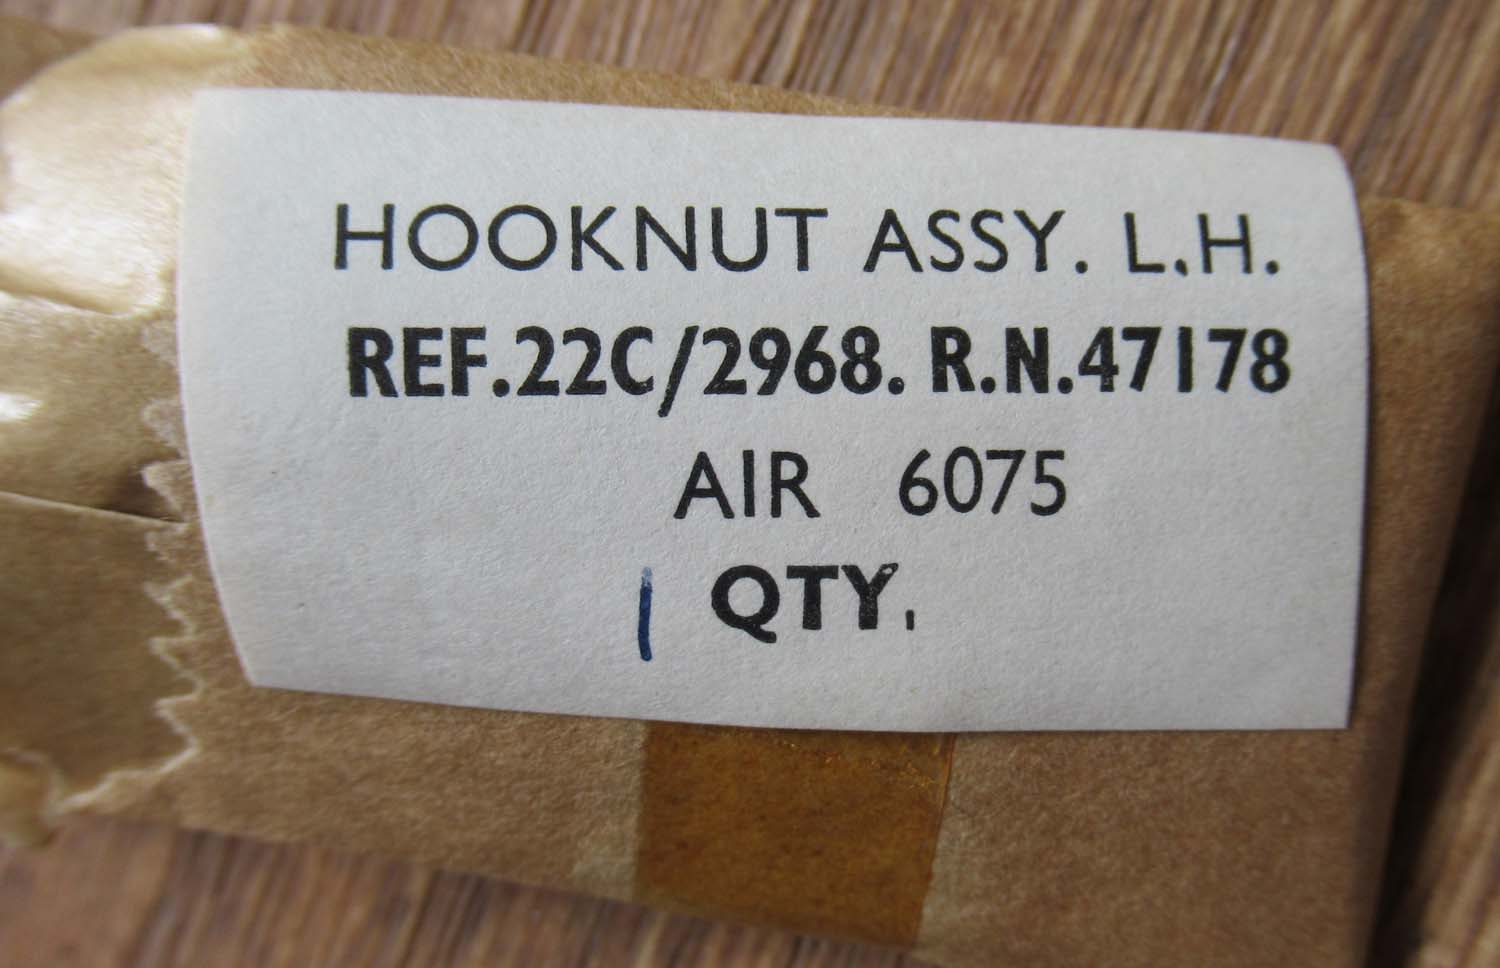 HOOKNUT ASSY. L.H.
REF.22C/2968. R.N.47178
AIR 6075
1 QTY.